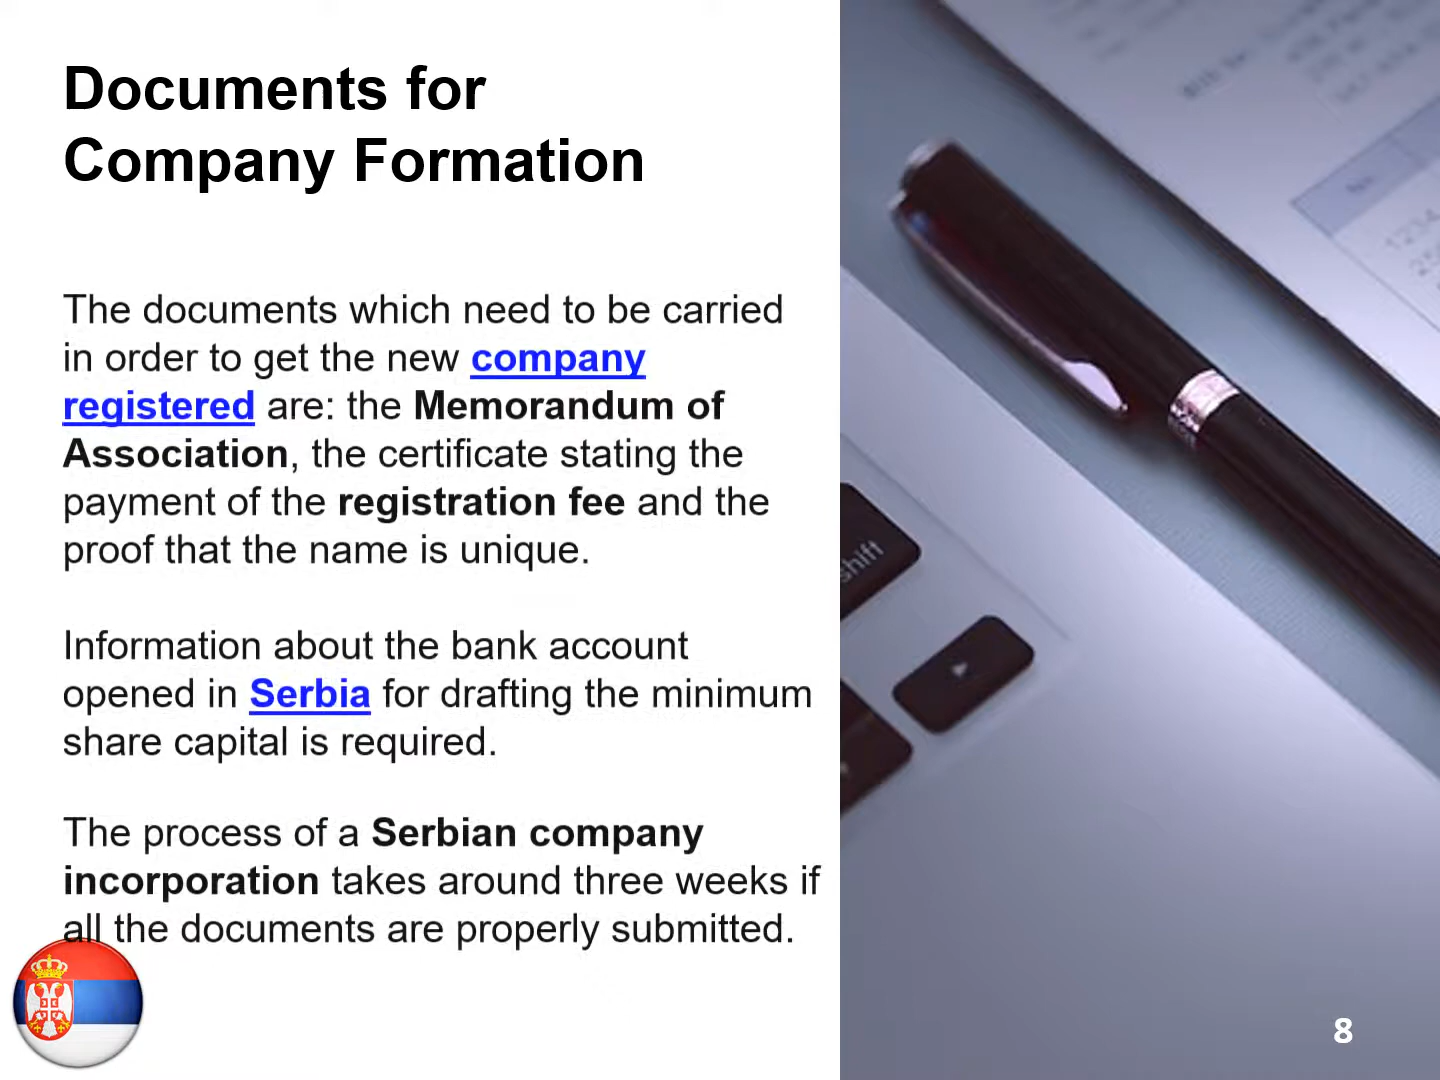 Documents for
Company Formation
The documents which need to be carried
in order to get the new company
registered are: the Memorandum of
Association, the certificate stating the
payment of the registration fee and the
proof that the name is unique.
Information about the bank account
opened in Serbia for drafting the minimum
share capital is required.
The process of a Serbian company
incorporation takes around three weeks if
all the documents are properly submitted.
shift
8